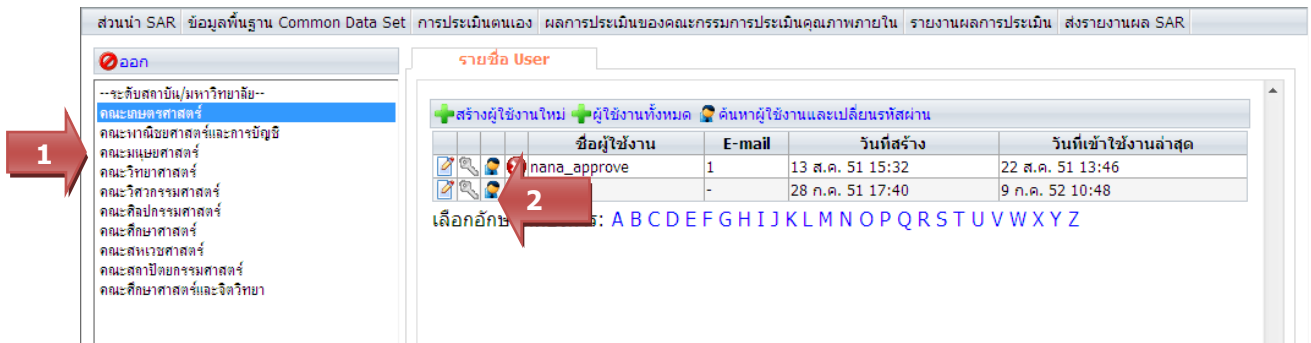 ส่วนนำ SAR ข้อมูลพื้นฐาน Common Data Set การประเมินตนเอง ผลการประเมินของคณะกรรมการประเมินคุณภาพภายใน รายงานผลการประเมิน ส่งรายงานผล SAR
ออก
--ระดับสถาบัน/มหาวิทยาลัย--
คณะเกษตรศาสตร์
คณะพาณิชยศาสตร์และการบัญชี
คณะมนุษยศาสตร์
คณะวิทยาศาสตร์
คณะวิศวกรรมศาสตร์
คณะศิลปกรรมศาสตร์
คณะศึกษาศาสตร์
คณะสหเวชศาสตร์
คณะสถาปัตยกรรมศาสตร์
คณะศึกษาศาสตร์และจิตวิทยา
1
รายชื่อ User
สร้างผู้ใช้งานใหม่ ผู้ใช้งานทั้งหมด ค้นหาผู้ใช้งานและเปลี่ยนรหัสผ่าน
ชื่อผู้ใช้งาน E-mail วันที่สร้าง วันที่เข้าใช้งานล่าสุด
nana_approve 1 13 ส.ค. 51 15:32 22 ส.ค. 51 13:46
- 28 ก.ค. 51 17:40 9 ก.ค. 52 10:48
2
: A B C D E F G H I J K L M N O P Q R S T U V W X Y Z